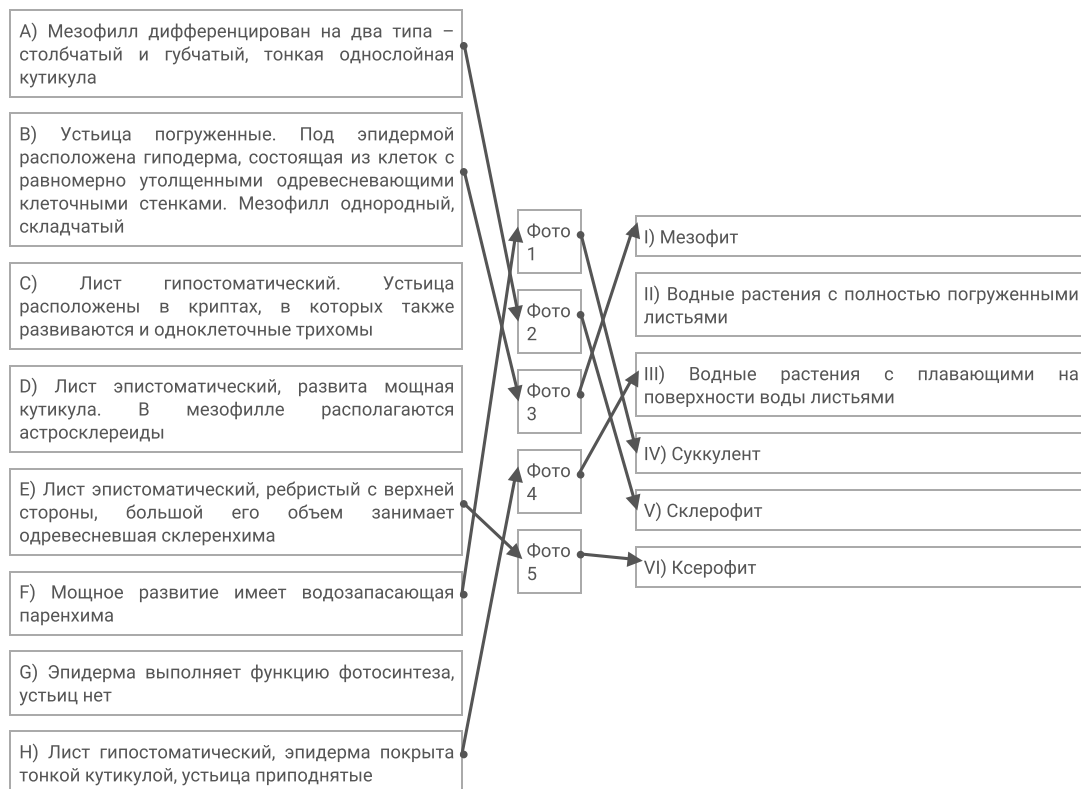 A) Мезофилл дифференцирован на два типа –
столбчатый и губчатый, тонкая однослойная
кутикула
B) Устьица погруженные. Под эпидермой
расположена гиподерма, состоящая из клеток с
равномерно утолщенными одревесневающими
клеточными стенками. Мезофилл однородный,
складчатый
C) Лист гипостоматический. Устьица
расположены в криптах, в которых также
развиваются и одноклеточные трихомы
D) Лист эпистоматический, развита мощная
кутикула. В мезофилле располагаются
астросклереиды
E) Лист эпистоматический, ребристый с верхней
стороны, большой его объем занимает
одревесневшая склеренхима
F) Мощное развитие имеет водозапасающая
паренхима
G) Эпидерма выполняет функцию фотосинтеза,
устьиц нет
H) Лист гипостоматический, эпидерма покрыта
тонкой кутикулой, устьица приподнятые
Фото
1
Фото
2
Фото
3
Фото
4
Фото
5
I) Мезофит
II) Водные растения с полностью погруженными
листьями
III) Водные растения с плавающими на
поверхности воды листьями
IV) Суккулент
V) Склерофит
VI) Ксерофит